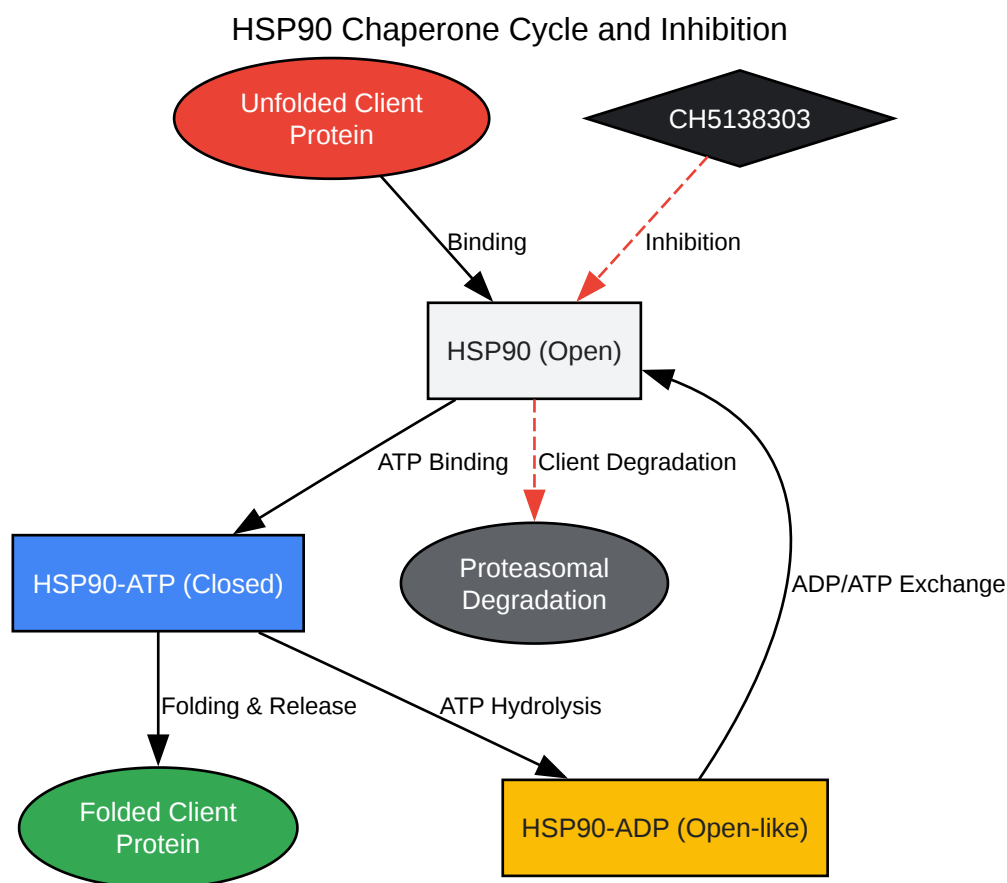 HSP90 Chaperone Cycle and Inhibition
Unfolded Client
Protein
CH5138303
Binding
Inhibition
HSP90 (Open)
ATP Binding
Client Degradation
HSP90-ATP (Closed)
Proteasomal
Degradation
ADP/ATP Exchange
Folding & Release
ATP Hydrolysis
Folded Client
Protein
HSP90-ADP (Open-like)